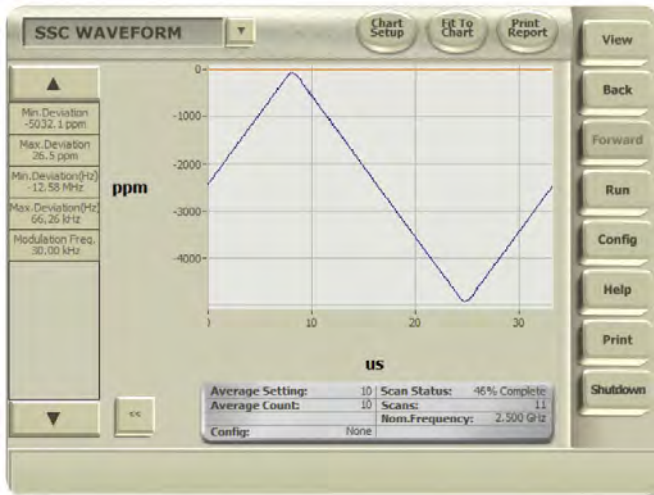 SSC WAVEFORM
Chart Setup
Fit To Chart
Print Report
View
Back
Forward
Run
Config
Help
Print
Shutdown
Min.Deviation
-5032.1 ppm
Max.Deviation
26.5 ppm
Min.Deviation(Hz)
-12.58 MHz
Max.Deviation(Hz)
66.26 kHz
Modulation Freq.
30.00 kHz
<<
ppm
0
-1000
-2000
-3000
-4000
0 10 20 30
us
Average Setting: 10 Scan Status: 46% Complete
Average Count: 10 Scans: 11
Nom.Frequency: 2.500 GHz
Config: None